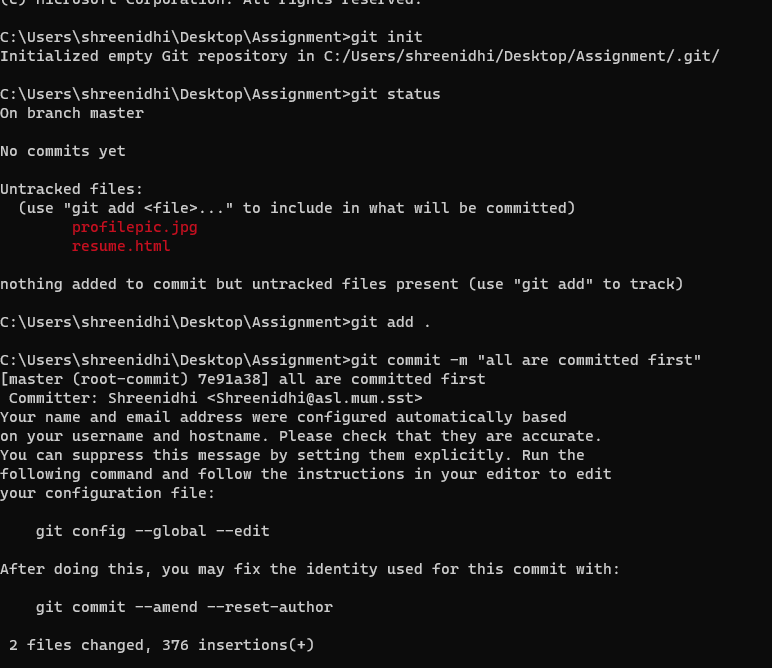 (c) Microsoft Corporation. All rights reserved.
C:\Users\shreenidhi\Desktop\Assignment>git init
Initialized empty Git repository in C:/Users/shreenidhi/Desktop/Assignment/.git/
C:\Users\shreenidhi\Desktop\Assignment>git status
On branch master
No commits yet
Untracked files:
  (use "git add <file>..." to include in what will be committed)
        profilepic.jpg
        resume.html
nothing added to commit but untracked files present (use "git add" to track)
C:\Users\shreenidhi\Desktop\Assignment>git add .
C:\Users\shreenidhi\Desktop\Assignment>git commit -m "all are committed first"
[master (root-commit) 7e91a38] all are committed first
 Committer: Shreenidhi <Shreenidhi@asl.mum.sst>
Your name and email address were configured automatically based
on your username and hostname. Please check that they are accurate.
You can suppress this message by setting them explicitly. Run the
following command and follow the instructions in your editor to edit
your configuration file:
    git config --global --edit
After doing this, you may fix the identity used for this commit with:
    git commit --amend --reset-author
 2 files changed, 376 insertions(+)